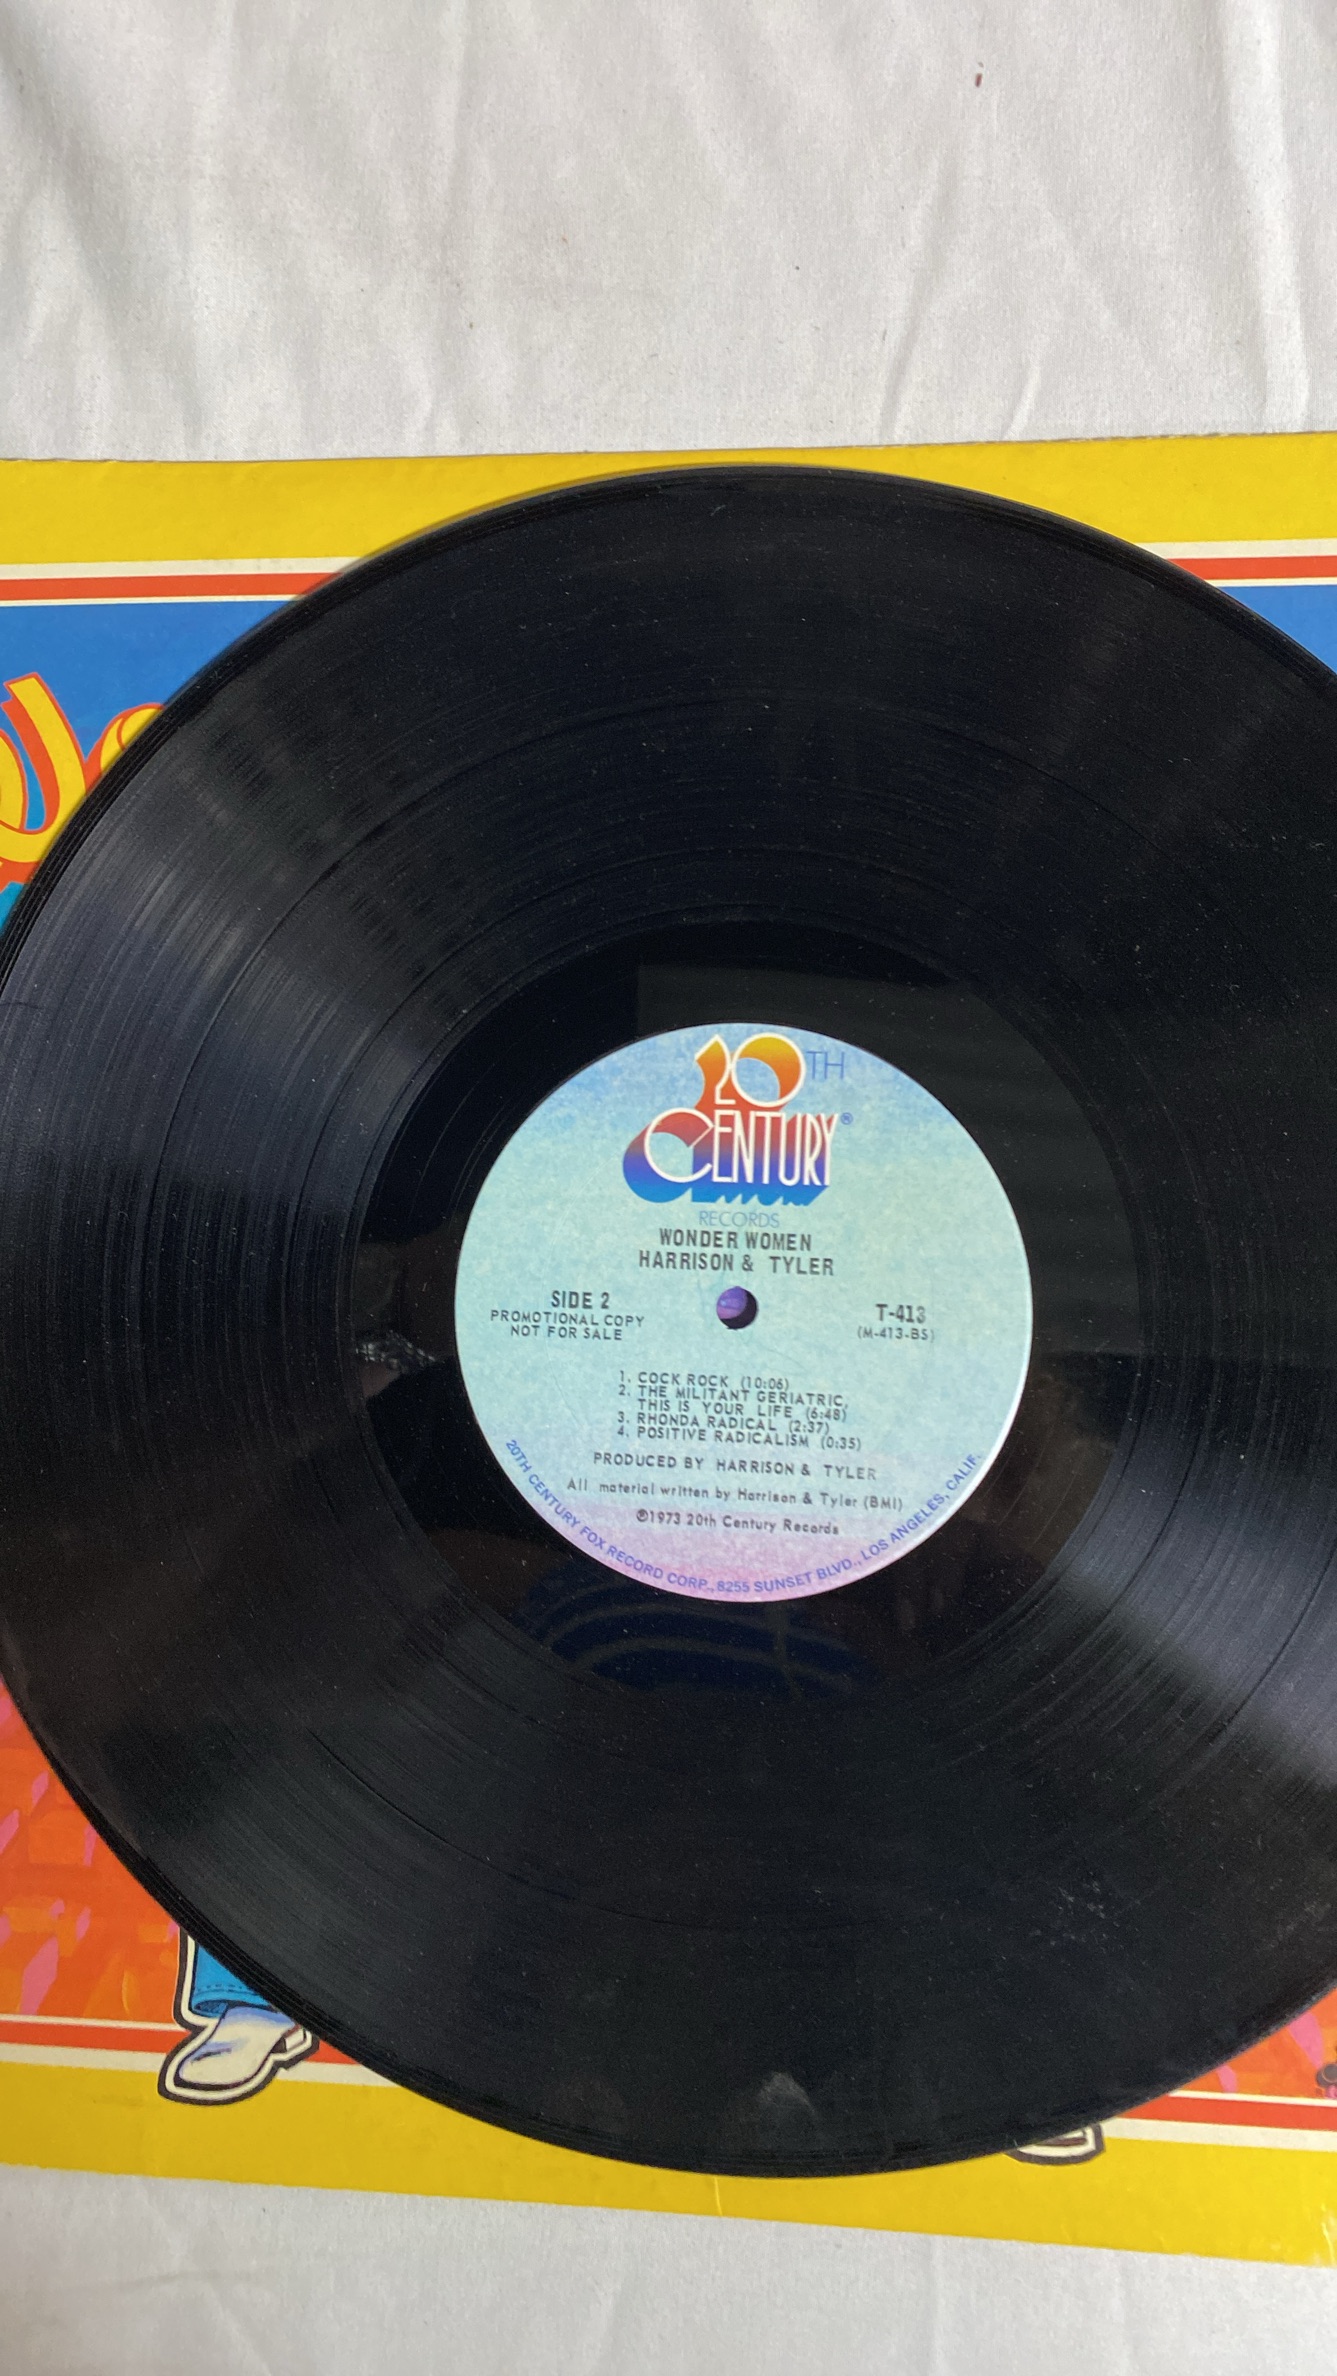 20TH
CENTURY®
RECORDS
WONDER WOMEN
HARRISON & TYLER
SIDE 2
PROMOTIONAL COPY
NOT FOR SALE
T-413
(M-413-BS)
1. COCK ROCK (10:06)
2. THE MILITANT GERIATRIC,
THIS IS YOUR LIFE (6:48)
3. RHONDA RADICAL (2:37)
4. POSITIVE RADICALISM (0:35)
PRODUCED BY HARRISON & TYLER
All material written by Harrison & Tyler (BMI)
℗1973 20th Century Records
20TH CENTURY FOX RECORD CORP., 8255 SUNSET BLVD., LOS ANGELES, CALIF.